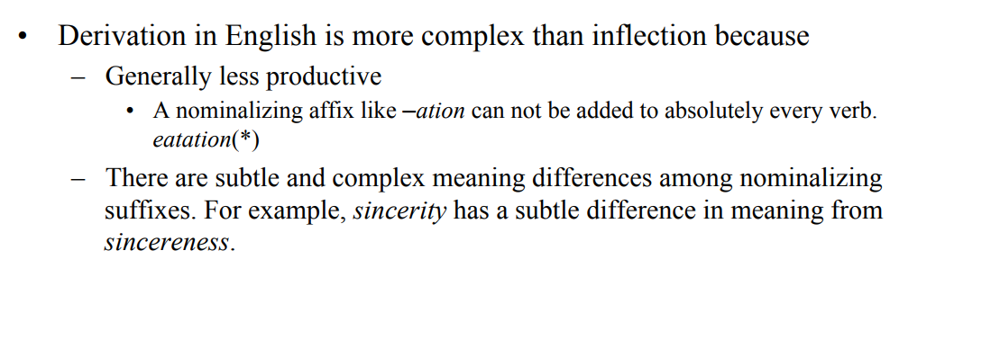 • Derivation in English is more complex than inflection because
– Generally less productive
• A nominalizing affix like –ation can not be added to absolutely every verb.
eatation(*)
– There are subtle and complex meaning differences among nominalizing
suffixes. For example, sincerity has a subtle difference in meaning from
sincereness.